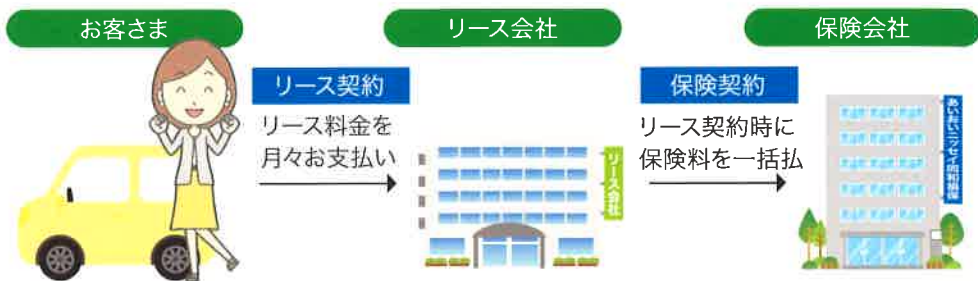 お客さま
リース会社
保険会社
リース契約
リース料金を
月々お支払い
リース会社
保険契約
リース契約時に
保険料を一括払
あいおいニッセイ同和損保